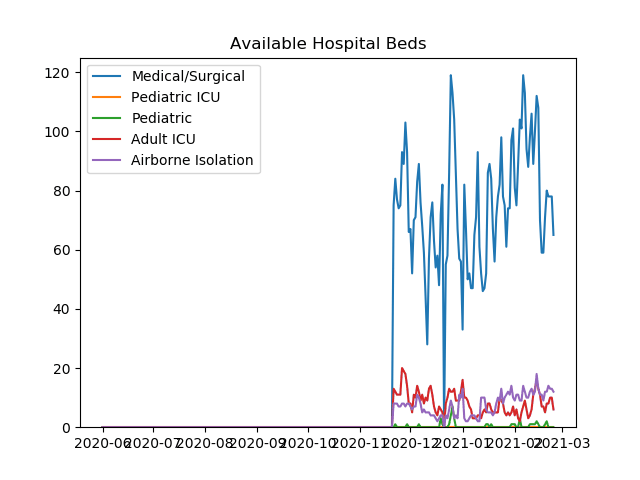 Available Hospital Beds
Medical/Surgical
Pediatric ICU
Pediatric
Adult ICU
Airborne Isolation
120
100
80
60
40
20
0
2020-06 2020-07 2020-08 2020-09 2020-10 2020-11 2020-12 2021-01 2021-02 2021-03